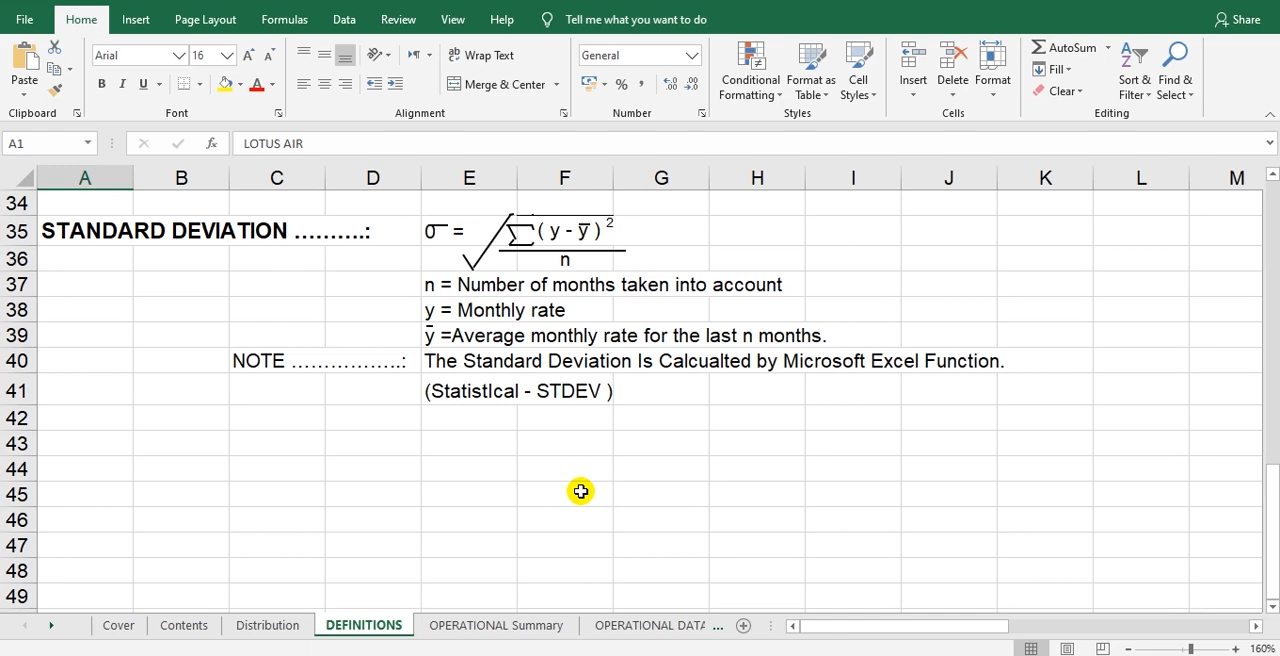 File Home Insert Page Layout Formulas Data Review View Help Tell me what you want to do Share
Paste Arial 16 Wrap Text General Conditional Formatting Format as Table Cell Styles Insert Delete Format AutoSum Fill Clear Sort & Filter Find & Select
B I U Merge & Center % ,
Clipboard Font Alignment Number Styles Cells Editing
A1 fx LOTUS AIR
A B C D E F G H I J K L M
34
35 STANDARD DEVIATION ……….: σ = √ ∑ ( y - y̅ ) 2
36 n
37 n = Number of months taken into account
38 y = Monthly rate
39 y̅ =Average monthly rate for the last n months.
40 NOTE ……………..: The Standard Deviation Is Calcualted by Microsoft Excel Function.
41 (StatistIcal - STDEV )
42
43
44
45
46
47
48
49
Cover Contents Distribution DEFINITIONS OPERATIONAL Summary OPERATIONAL DATA ...
160%